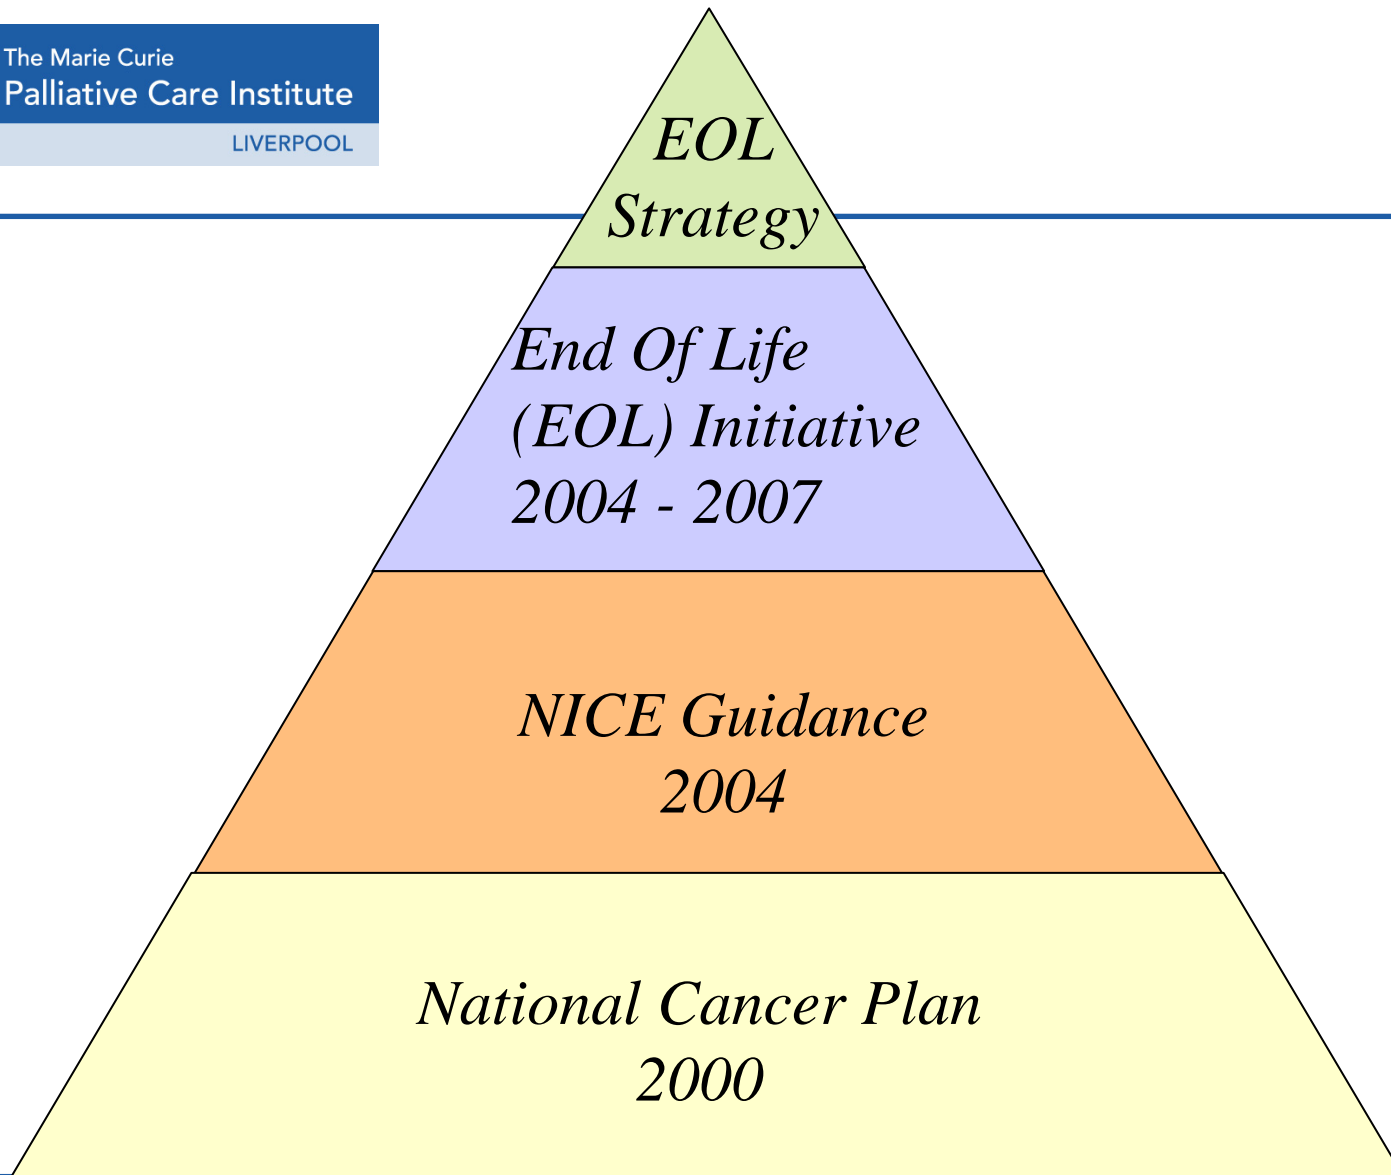 The Marie Curie
Palliative Care Institute
LIVERPOOL
EOL
Strategy
End Of Life
(EOL) Initiative
2004 - 2007
NICE Guidance
2004
National Cancer Plan
2000